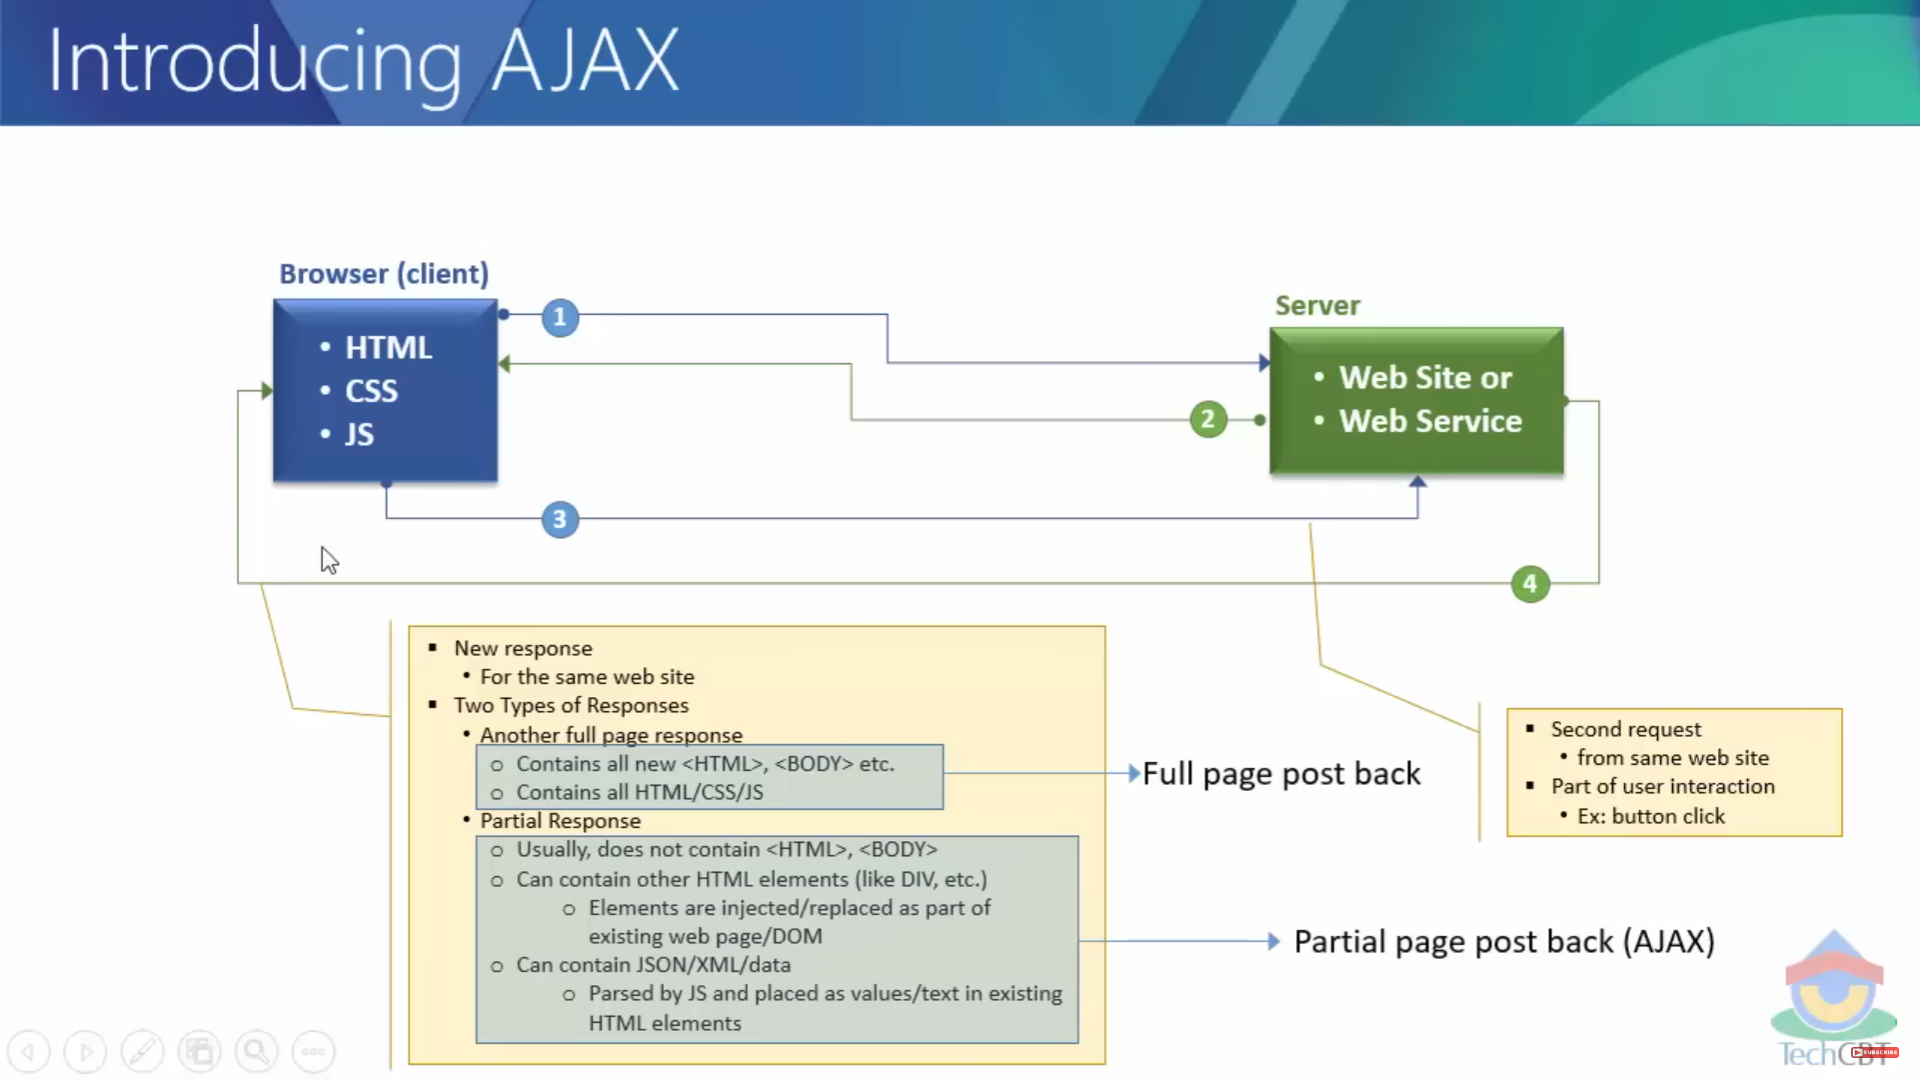 Introducing AJAX
Browser (client)
• HTML
• CSS
• JS
1
Server
• Web Site or
• Web Service
2
3
4
▪ New response
• For the same web site
▪ Two Types of Responses
• Another full page response
o Contains all new <HTML>, <BODY> etc.
o Contains all HTML/CSS/JS
• Partial Response
o Usually, does not contain <HTML>, <BODY>
o Can contain other HTML elements (like DIV, etc.)
o Elements are injected/replaced as part of
existing web page/DOM
o Can contain JSON/XML/data
o Parsed by JS and placed as values/text in existing
HTML elements
Full page post back
Partial page post back (AJAX)
▪ Second request
• from same web site
▪ Part of user interaction
• Ex: button click
TechCBT
SUBSCRIBE